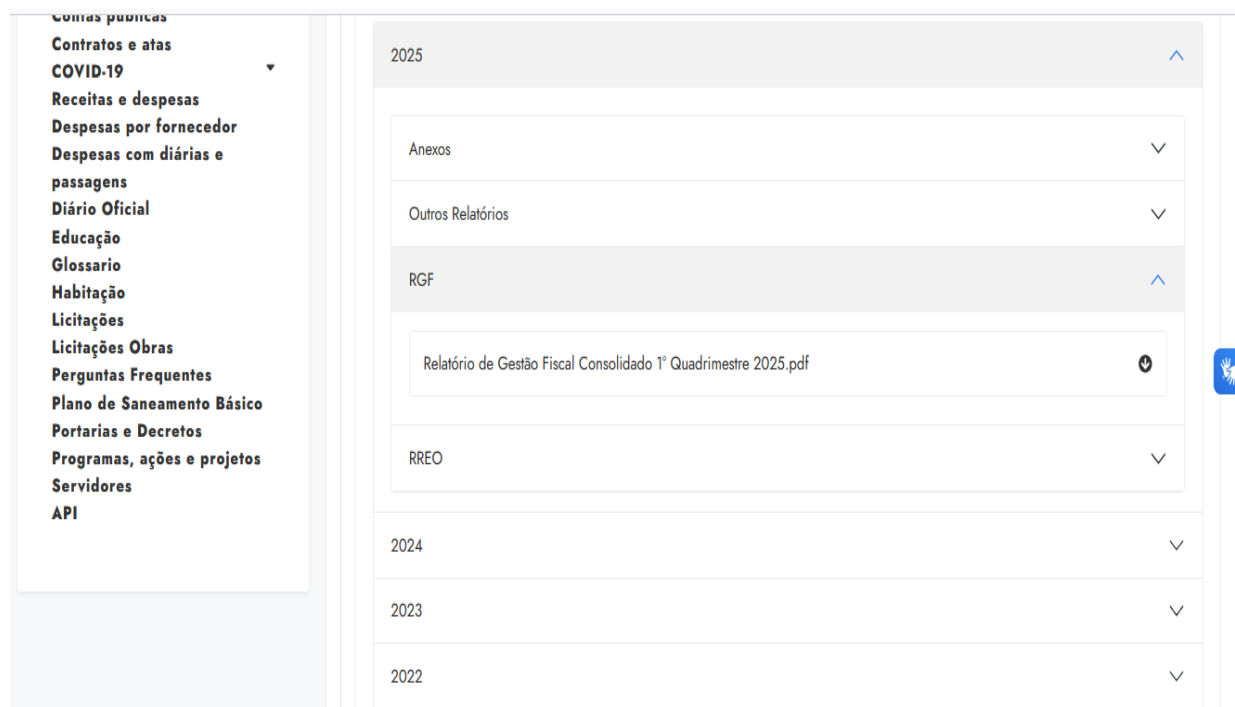 Contas públicas
Contratos e atas
COVID-19
Receitas e despesas
Despesas por fornecedor
Despesas com diárias e
passagens
Diário Oficial
Educação
Glossario
Habitação
Licitações
Licitações Obras
Perguntas Frequentes
Plano de Saneamento Básico
Portarias e Decretos
Programas, ações e projetos
Servidores
API
2025
Anexos
Outros Relatórios
RGF
Relatório de Gestão Fiscal Consolidado 1º Quadrimestre 2025.pdf
RREO
2024
2023
2022